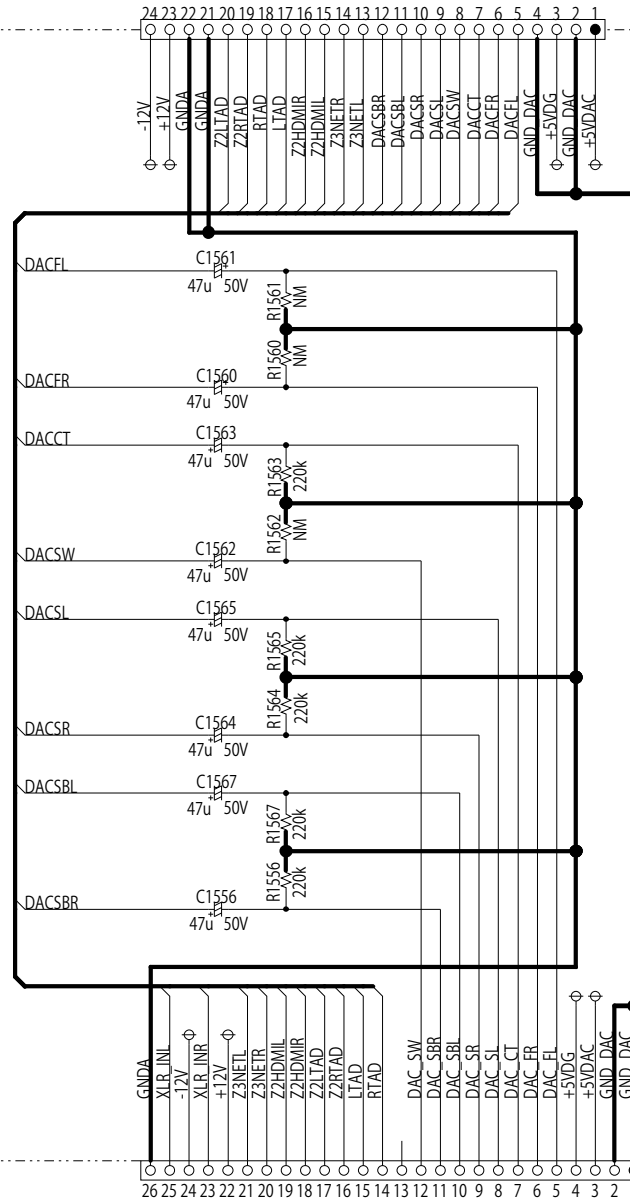 24 23 22 21 20 19 18 17 16 15 14 13 12 11 10 9 8 7 6 5 4 3 2 1
-12V
+12V
GNDA
GNDA
Z2LTAD
Z2RTAD
RTAD
LTAD
Z2HDMIR
Z2HDMIL
Z3NETR
Z3NETL
DACSBR
DACSBL
DACSR
DACSL
DACSW
DACCT
DACFR
DACFL
GND_DAC
+5VDG
GND_DAC
+5VDAC
DACFL
C1561
47u 50V
R1561
NM
R1560
NM
DACFR
C1560
47u 50V
DACCT
C1563
47u 50V
R1563
220k
R1562
NM
DACSW
C1562
47u 50V
DACSL
C1565
47u 50V
R1565
220k
R1564
220k
DACSR
C1564
47u 50V
DACSBL
C1567
47u 50V
R1567
220k
R1556
220k
DACSBR
C1556
47u 50V
GNDA
XLR_INL
-12V
XLR_INR
+12V
Z3NETL
Z3NETR
Z2HDMIL
Z2HDMIR
Z2LTAD
Z2RTAD
LTAD
RTAD
DAC_SW
DAC_SBR
DAC_SBL
DAC_SR
DAC_SL
DAC_CT
DAC_FR
DAC_FL
+5VDG
+5VDAC
GND_DAC
GND_DAC
26 25 24 23 22 21 20 19 18 17 16 15 14 13 12 11 10 9 8 7 6 5 4 3 2